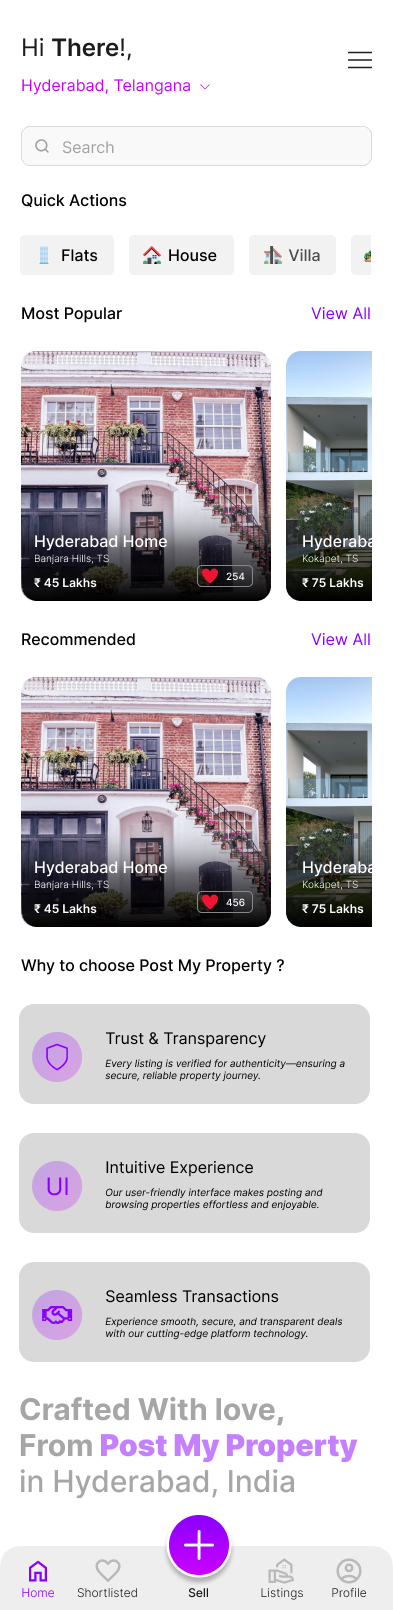 Hi There!,
Hyderabad, Telangana
Search
Quick Actions
Flats
House
Villa
Most Popular
View All
Hyderabad Home
Banjara Hills, TS
₹ 45 Lakhs
254
Hyderaba
Kokapet, TS
₹ 75 Lakhs
Recommended
View All
Hyderabad Home
Banjara Hills, TS
₹ 45 Lakhs
456
Hyderaba
Kokapet, TS
₹ 75 Lakhs
Why to choose Post My Property ?
Trust & Transparency
Every listing is verified for authenticity—ensuring a
secure, reliable property journey.
UI
Intuitive Experience
Our user-friendly interface makes posting and
browsing properties effortless and enjoyable.
Seamless Transactions
Experience smooth, secure, and transparent deals
with our cutting-edge platform technology.
Crafted With love,
From Post My Property
in Hyderabad, India
Home
Shortlisted
Sell
Listings
Profile